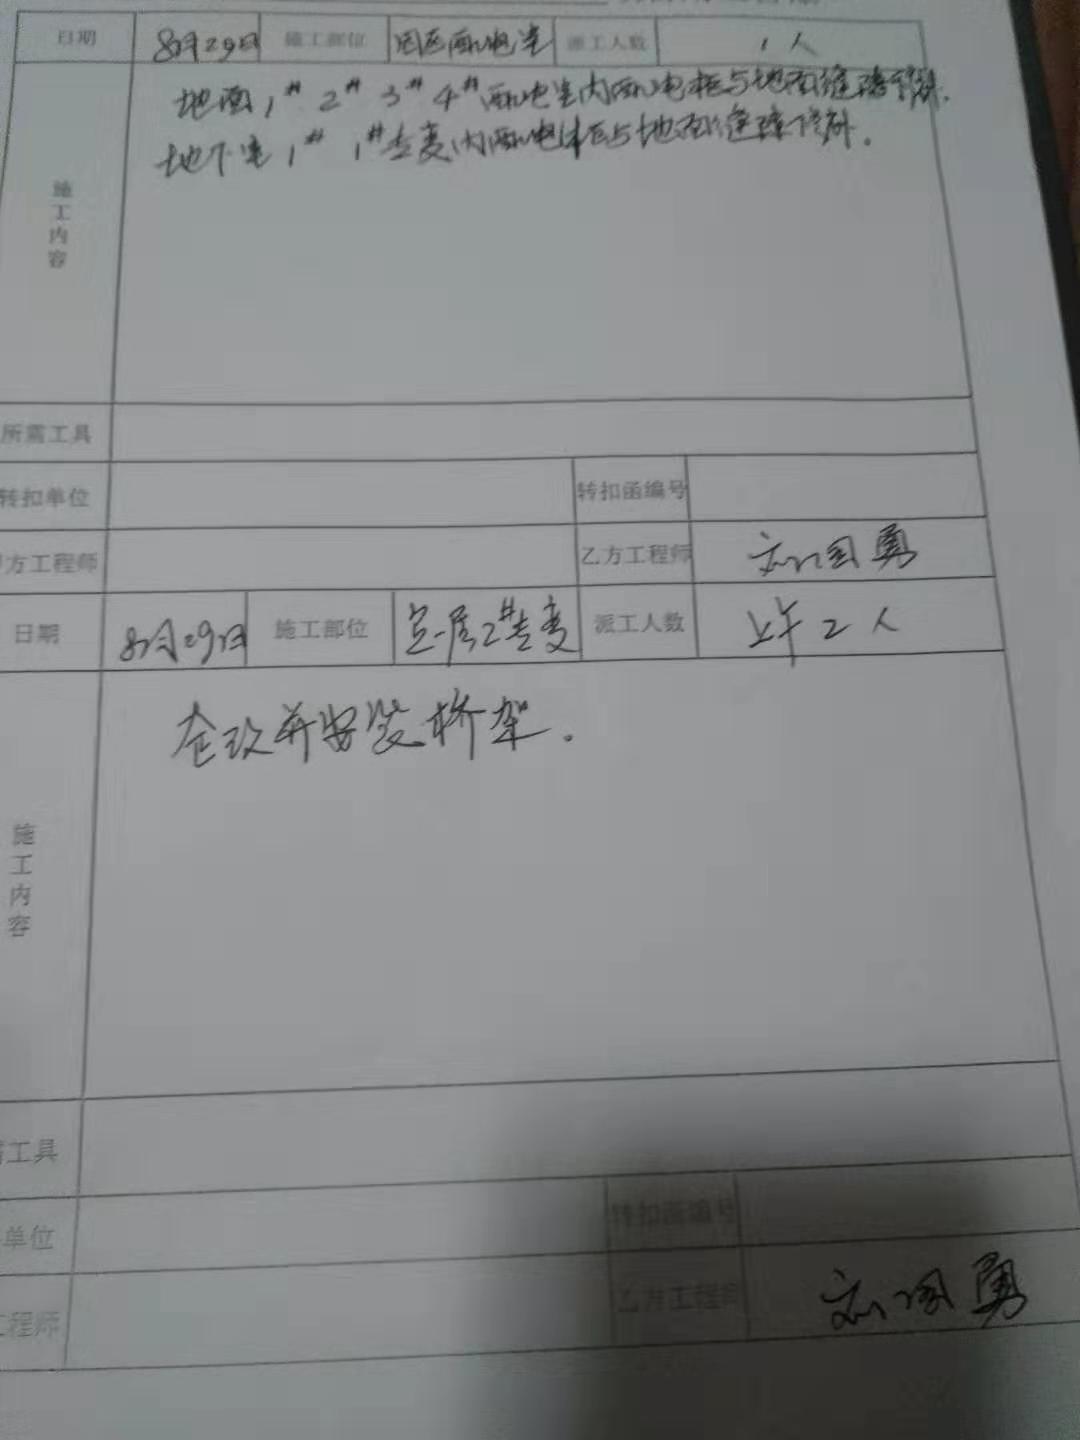 日期 8月29日 施工部位 园区配电室 派工人数 1人
施工内容
地面1# 2# 3# 4#配电室内配电柜与地面缝隙修补.
地下室1# 1#专变内配电柜与地面缝隙修补.
所需工具
转扣单位 转扣函编号
方工程师 乙方工程师 刘国勇
日期 8月29日 施工部位 负一层2#专变 派工人数 上午2人
施工内容
改并安装桥架.
工具
单位 转扣函编号
工程师 乙方工程师 刘国勇